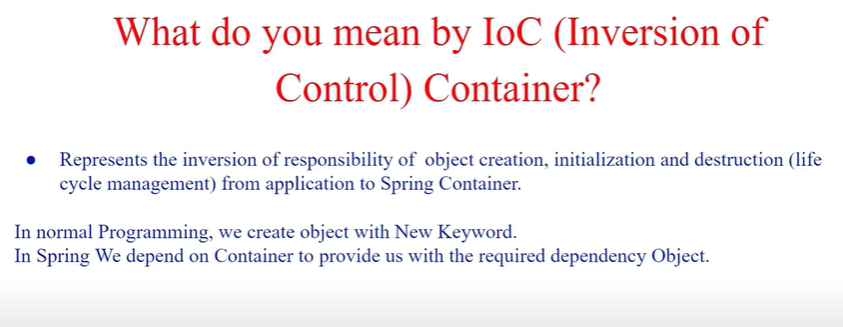 What do you mean by IoC (Inversion of
Control) Container?
● Represents the inversion of responsibility of object creation, initialization and destruction (life
cycle management) from application to Spring Container.
In normal Programming, we create object with New Keyword.
In Spring We depend on Container to provide us with the required dependency Object.